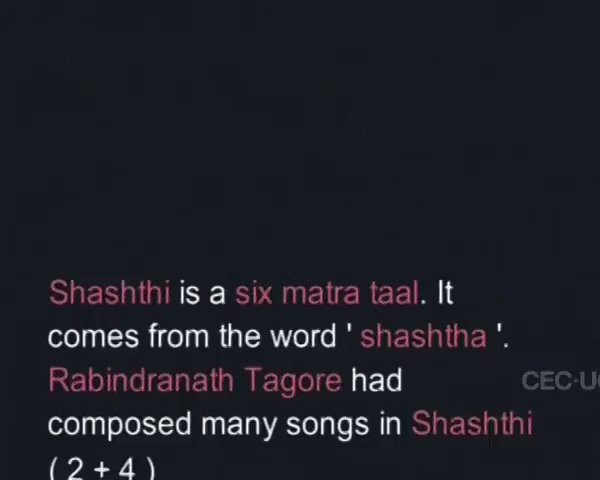 Shashthi is a six matra taal. It
comes from the word ' shashtha '.
Rabindranath Tagore had
CEC-U
composed many songs in Shashthi
( 2 + 4 )